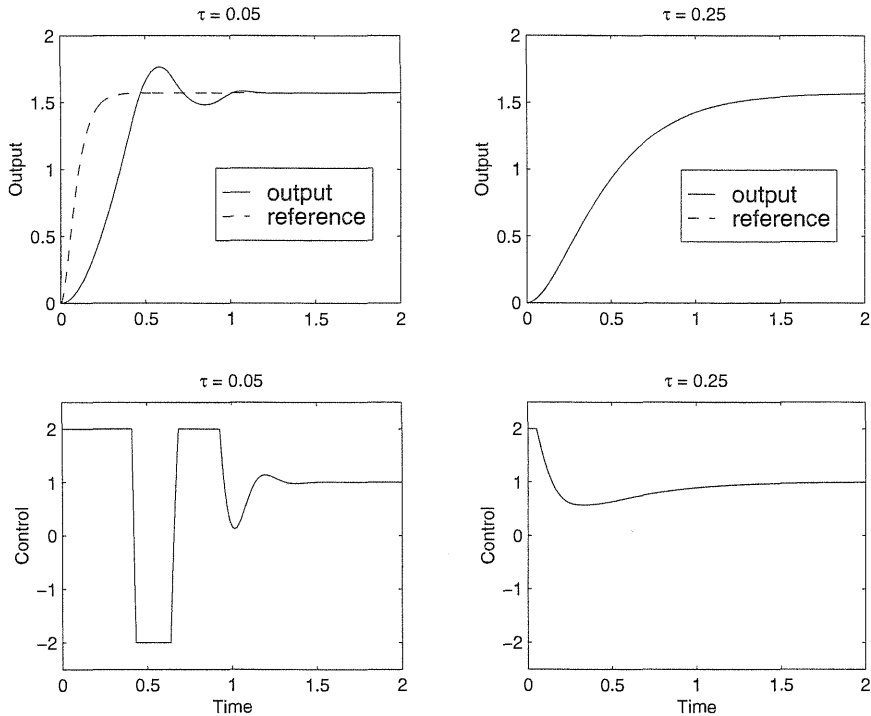 τ = 0.05
Output
2
1.5
1
0.5
0
output
reference
0
0.5
1
1.5
2
τ = 0.25
Output
2
1.5
1
0.5
0
output
reference
0
0.5
1
1.5
2
τ = 0.05
Control
2
1
0
−1
−2
0
0.5
1
1.5
2
Time
τ = 0.25
Control
2
1
0
−1
−2
0
0.5
1
1.5
2
Time